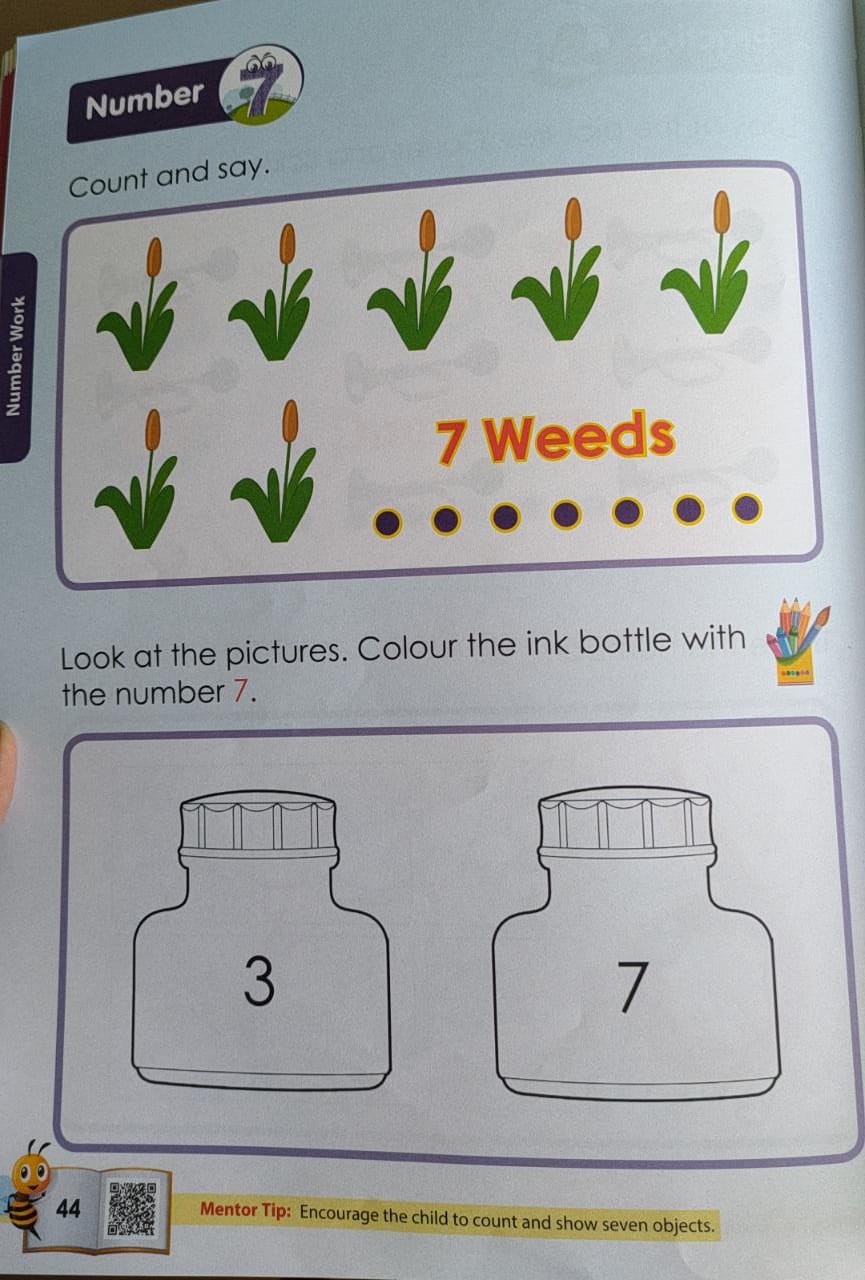 Number 7
Count and say.
Number Work
7 Weeds
Look at the pictures. Colour the ink bottle with
the number 7.
3 7
44
Mentor Tip: Encourage the child to count and show seven objects.